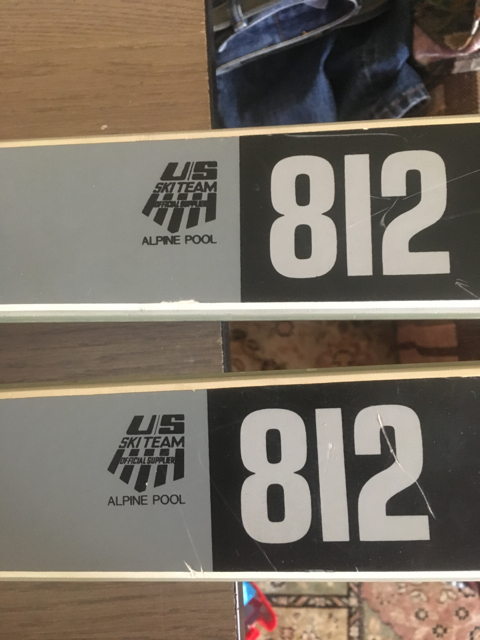 US
SKI TEAM
OFFICIAL SUPPLIER
ALPINE POOL
812
US
SKI TEAM
OFFICIAL SUPPLIER
ALPINE POOL
812